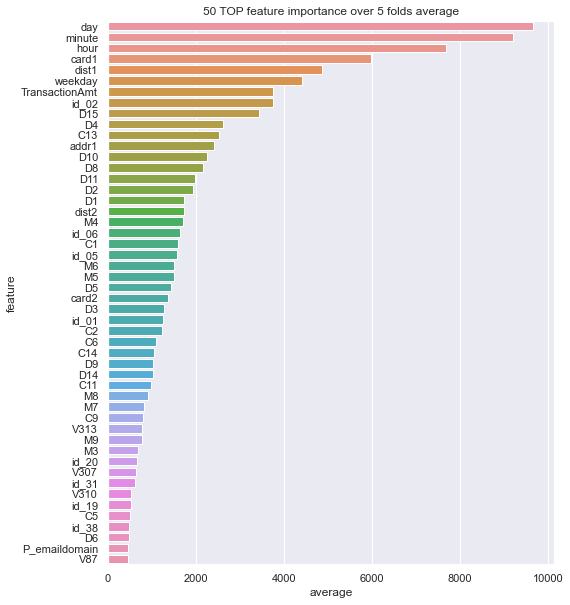 50 TOP feature importance over 5 folds average
day
minute
hour
card1
dist1
weekday
TransactionAmt
id_02
D15
D4
C13
addr1
D10
D8
D11
D2
D1
dist2
M4
id_06
C1
id_05
M6
M5
D5
card2
D3
id_01
C2
C6
C14
D9
D14
C11
M8
M7
C9
V313
M9
M3
id_20
V307
id_31
V310
id_19
C5
id_38
D6
P_emaildomain
V87
feature
0 2000 4000 6000 8000 10000
average